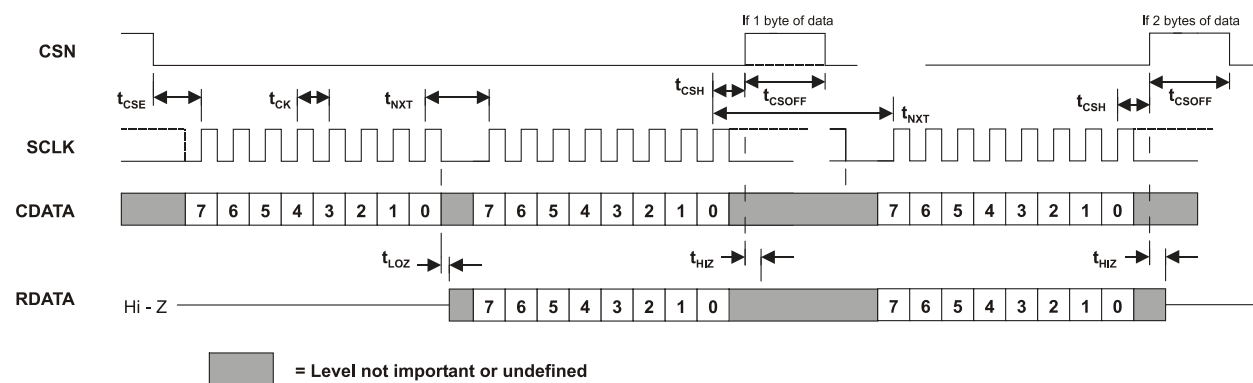 If 1 byte of data
If 2 bytes of data
CSN
tCSE
tCK
tNXT
tCSH
tCSOFF
tNXT
tCSH
tCSOFF
SCLK
CDATA
7 6 5 4 3 2 1 0
7 6 5 4 3 2 1 0
7 6 5 4 3 2 1 0
tLOZ
tHIZ
tHIZ
RDATA
Hi - Z
7 6 5 4 3 2 1 0
7 6 5 4 3 2 1 0
= Level not important or undefined